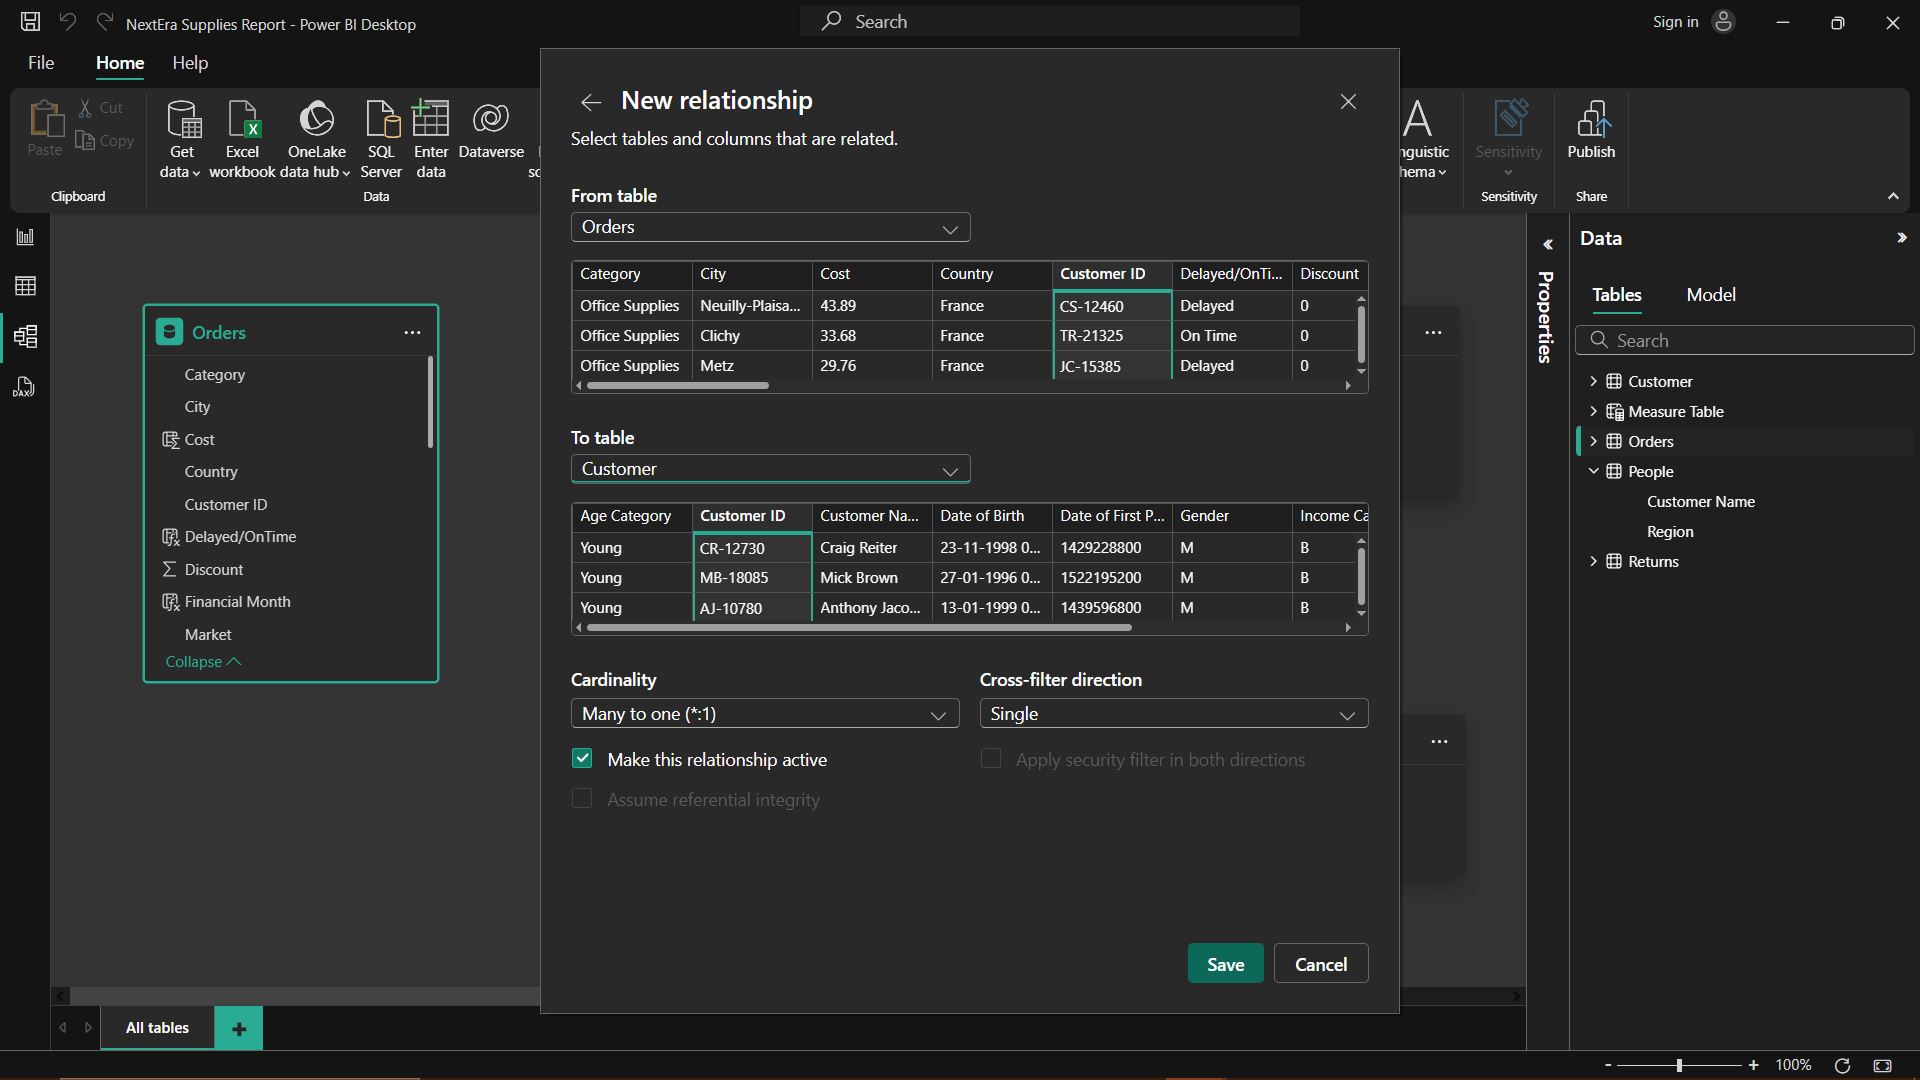 NextEra Supplies Report - Power BI Desktop
Search
Sign in
File Home Help
Paste
Cut
Copy
Clipboard
Get data
Excel workbook
OneLake data hub
SQL Server
Enter data
Dataverse
Data
Sensitivity
Sensitivity
Publish
Share
New relationship
Select tables and columns that are related.
From table
Orders
Category City Cost Country Customer ID Delayed/OnTi... Discount
Office Supplies Neuilly-Plaisa... 43.89 France CS-12460 Delayed 0
Office Supplies Clichy 33.68 France TR-21325 On Time 0
Office Supplies Metz 29.76 France JC-15385 Delayed 0
To table
Customer
Age Category Customer ID Customer Na... Date of Birth Date of First P... Gender Income Ca
Young CR-12730 Craig Reiter 23-11-1998 0... 1429228800 M B
Young MB-18085 Mick Brown 27-01-1996 0... 1522195200 M B
Young AJ-10780 Anthony Jaco... 13-01-1999 0... 1439596800 M B
Cardinality
Many to one (*:1)
Cross-filter direction
Single
Make this relationship active
Apply security filter in both directions
Assume referential integrity
Save Cancel
Orders
Category
City
Cost
Country
Customer ID
Delayed/OnTime
Discount
Financial Month
Market
Collapse
DAX
Properties
Data
Tables Model
Search
Customer
Measure Table
Orders
People
Customer Name
Region
Returns
All tables
100%